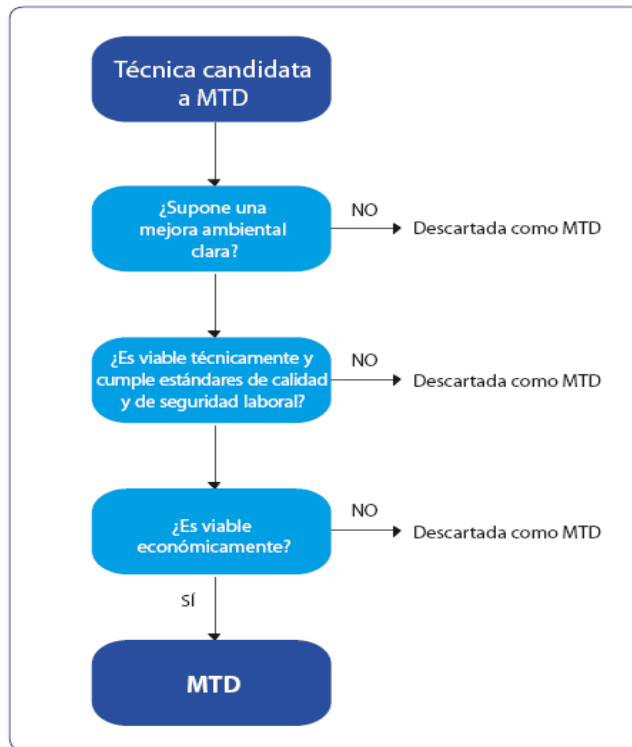 Técnica candidata
a MTD
¿Supone una
mejora ambiental
clara?
NO
Descartada como MTD
¿Es viable técnicamente y
cumple estándares de calidad
y de seguridad laboral?
NO
Descartada como MTD
¿Es viable
económicamente?
NO
Descartada como MTD
SÍ
MTD